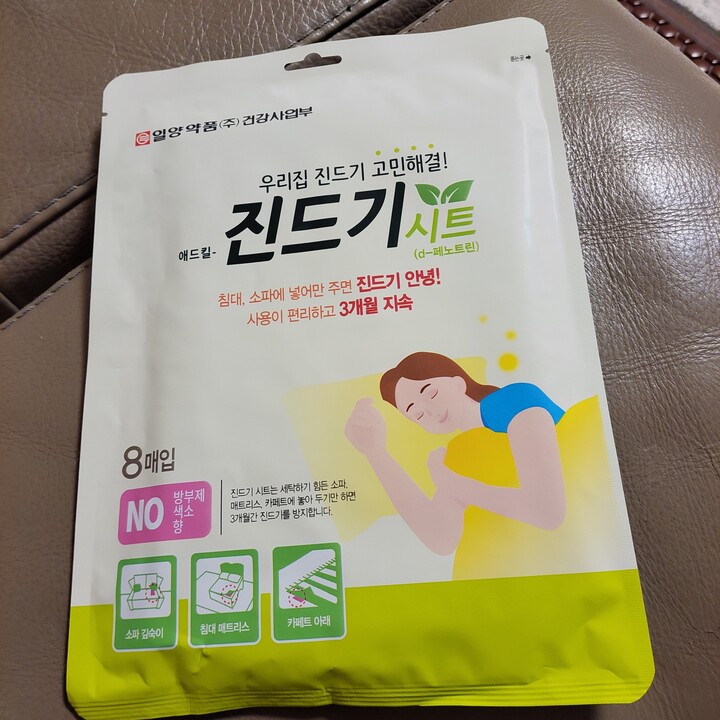 뜯는곳➡
일양약품(주)건강사업부
우리집 진드기 고민해결!
애드킬-
진드기시트
(d-페노트린)
침대, 소파에 넣어만 주면 진드기 안녕!
사용이 편리하고 3개월 지속
8매입
NO 방부제
색소
향
진드기 시트는 세탁하기 힘든 소파,
매트리스, 카페트에 놓아 두기만 하면
3개월간 진드기를 방지합니다.
소파 깊숙이
침대 매트리스
카페트 아래